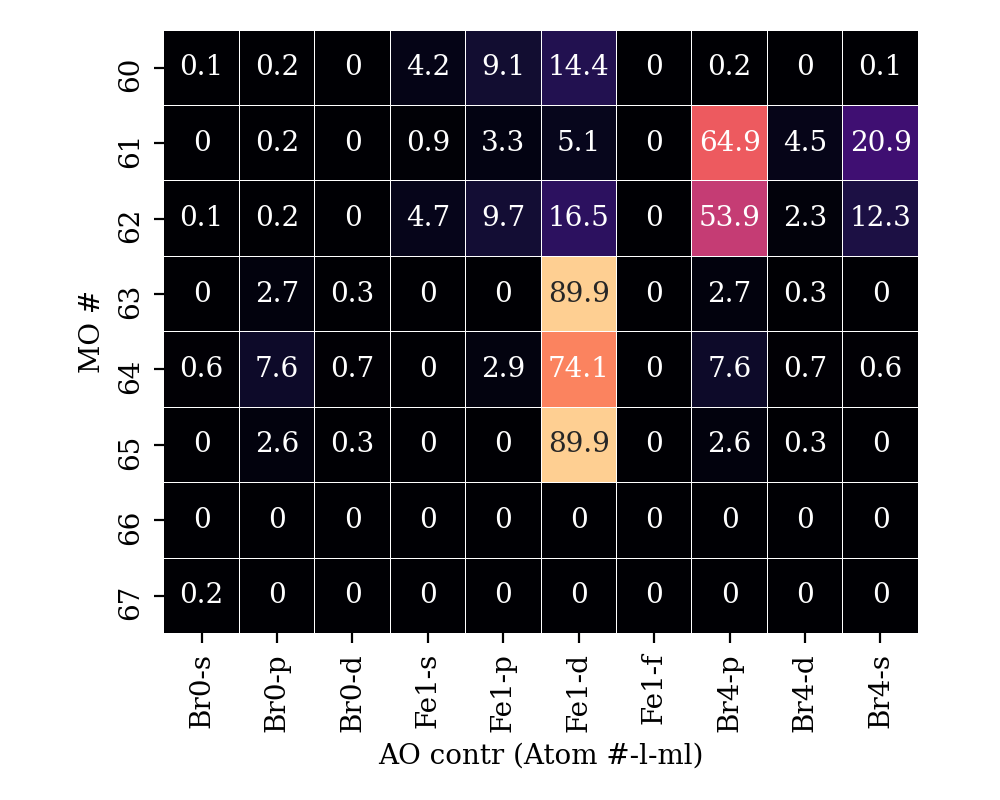 60 0.1 0.2 0 4.2 9.1 14.4 0 0.2 0 0.1
61 0 0.2 0 0.9 3.3 5.1 0 64.9 4.5 20.9
62 0.1 0.2 0 4.7 9.7 16.5 0 53.9 2.3 12.3
63 0 2.7 0.3 0 0 89.9 0 2.7 0.3 0
64 0.6 7.6 0.7 0 2.9 74.1 0 7.6 0.7 0.6
65 0 2.6 0.3 0 0 89.9 0 2.6 0.3 0
66 0 0 0 0 0 0 0 0 0 0
67 0.2 0 0 0 0 0 0 0 0 0
MO #
Br0-s Br0-p Br0-d Fe1-s Fe1-p Fe1-d Fe1-f Br4-p Br4-d Br4-s
AO contr (Atom #-l-ml)